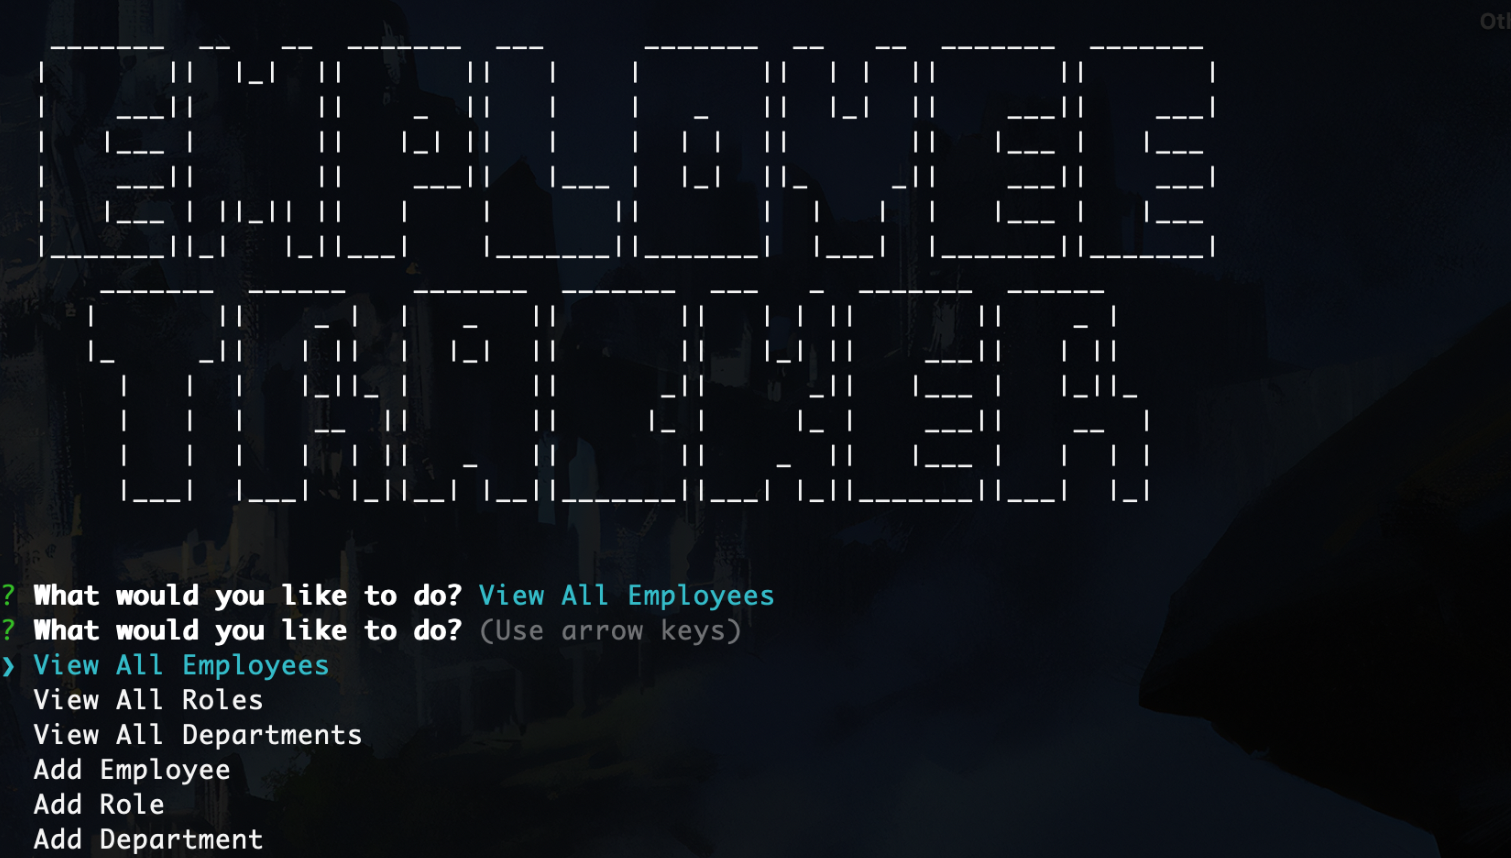 Otl
EMPLOYEE
TRACKER
? What would you like to do? View All Employees
? What would you like to do? (Use arrow keys)
❯ View All Employees
View All Roles
View All Departments
Add Employee
Add Role
Add Department